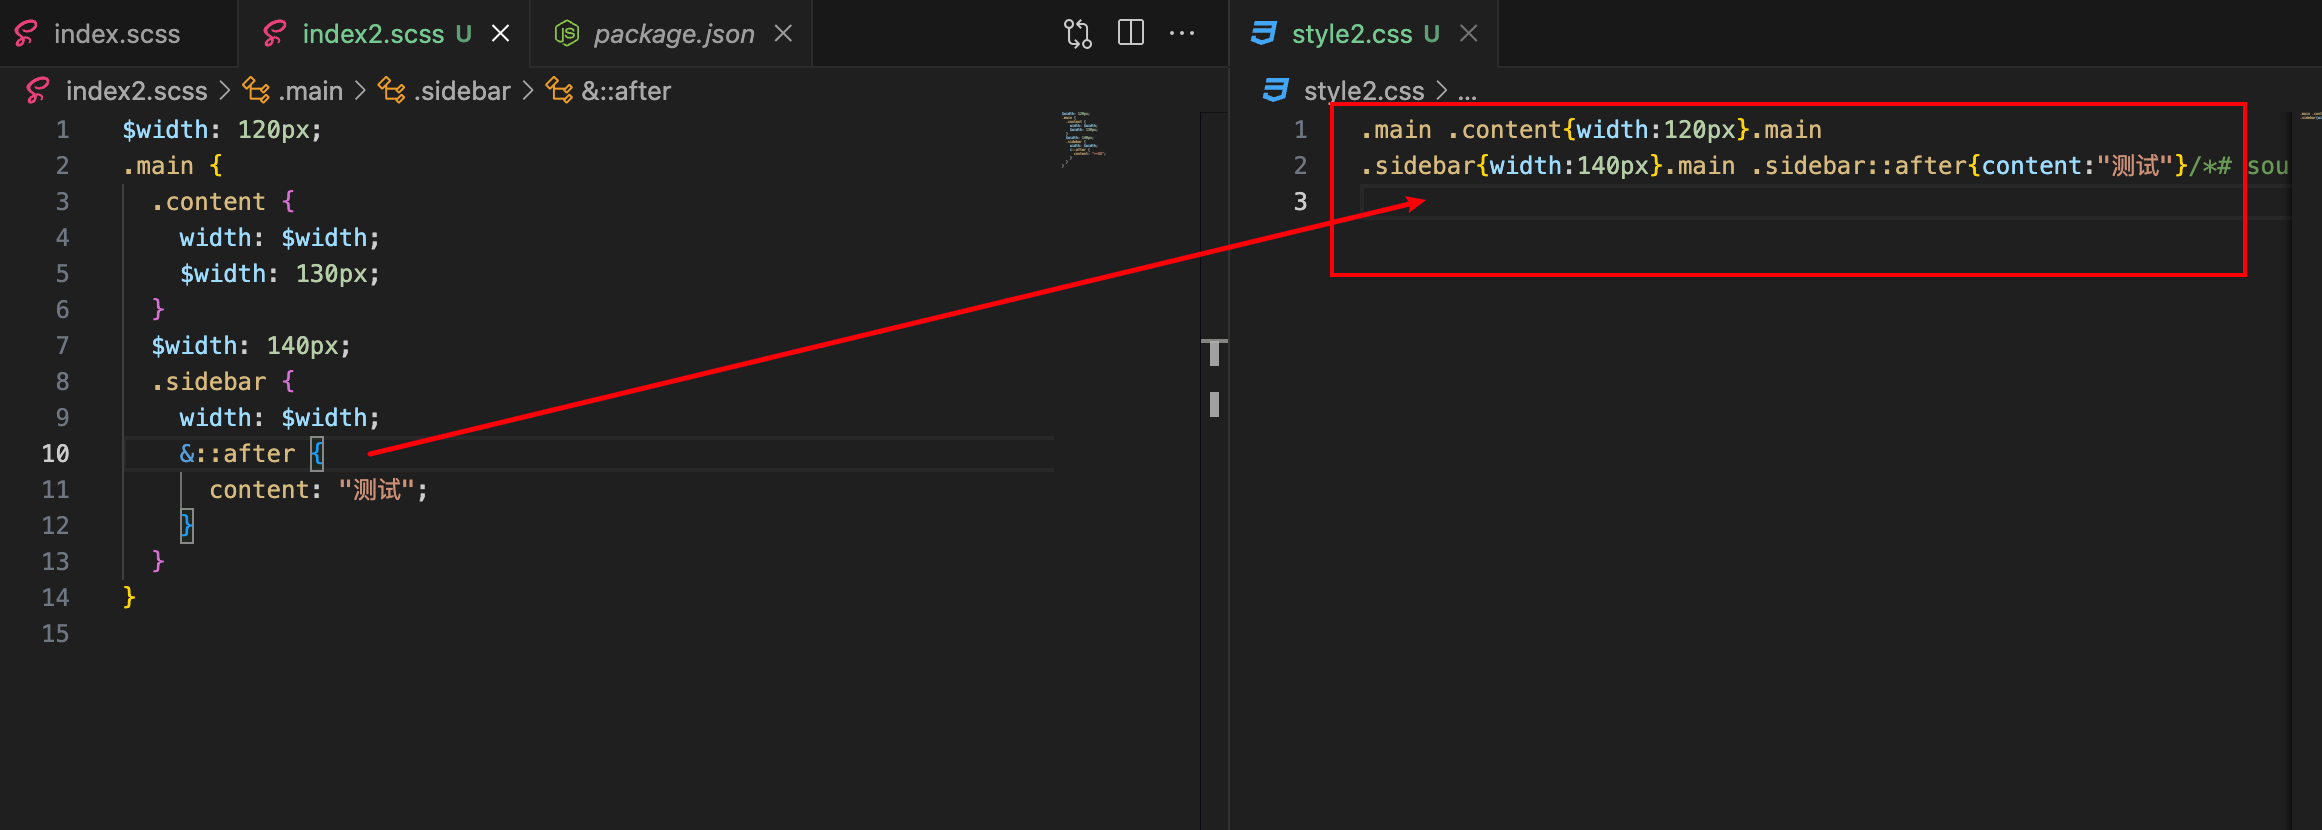 index.scss
index2.scss U
package.json
index2.scss > .main > .sidebar > &::after
1 $width: 120px;
2 .main {
3 .content {
4 width: $width;
5 $width: 130px;
6 }
7 $width: 140px;
8 .sidebar {
9 width: $width;
10 &::after {
11 content: "测试";
12 }
13 }
14 }
15
style2.css U
style2.css > ...
1 .main .content{width:120px}.main
2 .sidebar{width:140px}.main .sidebar::after{content:"测试"}/*# sou
3